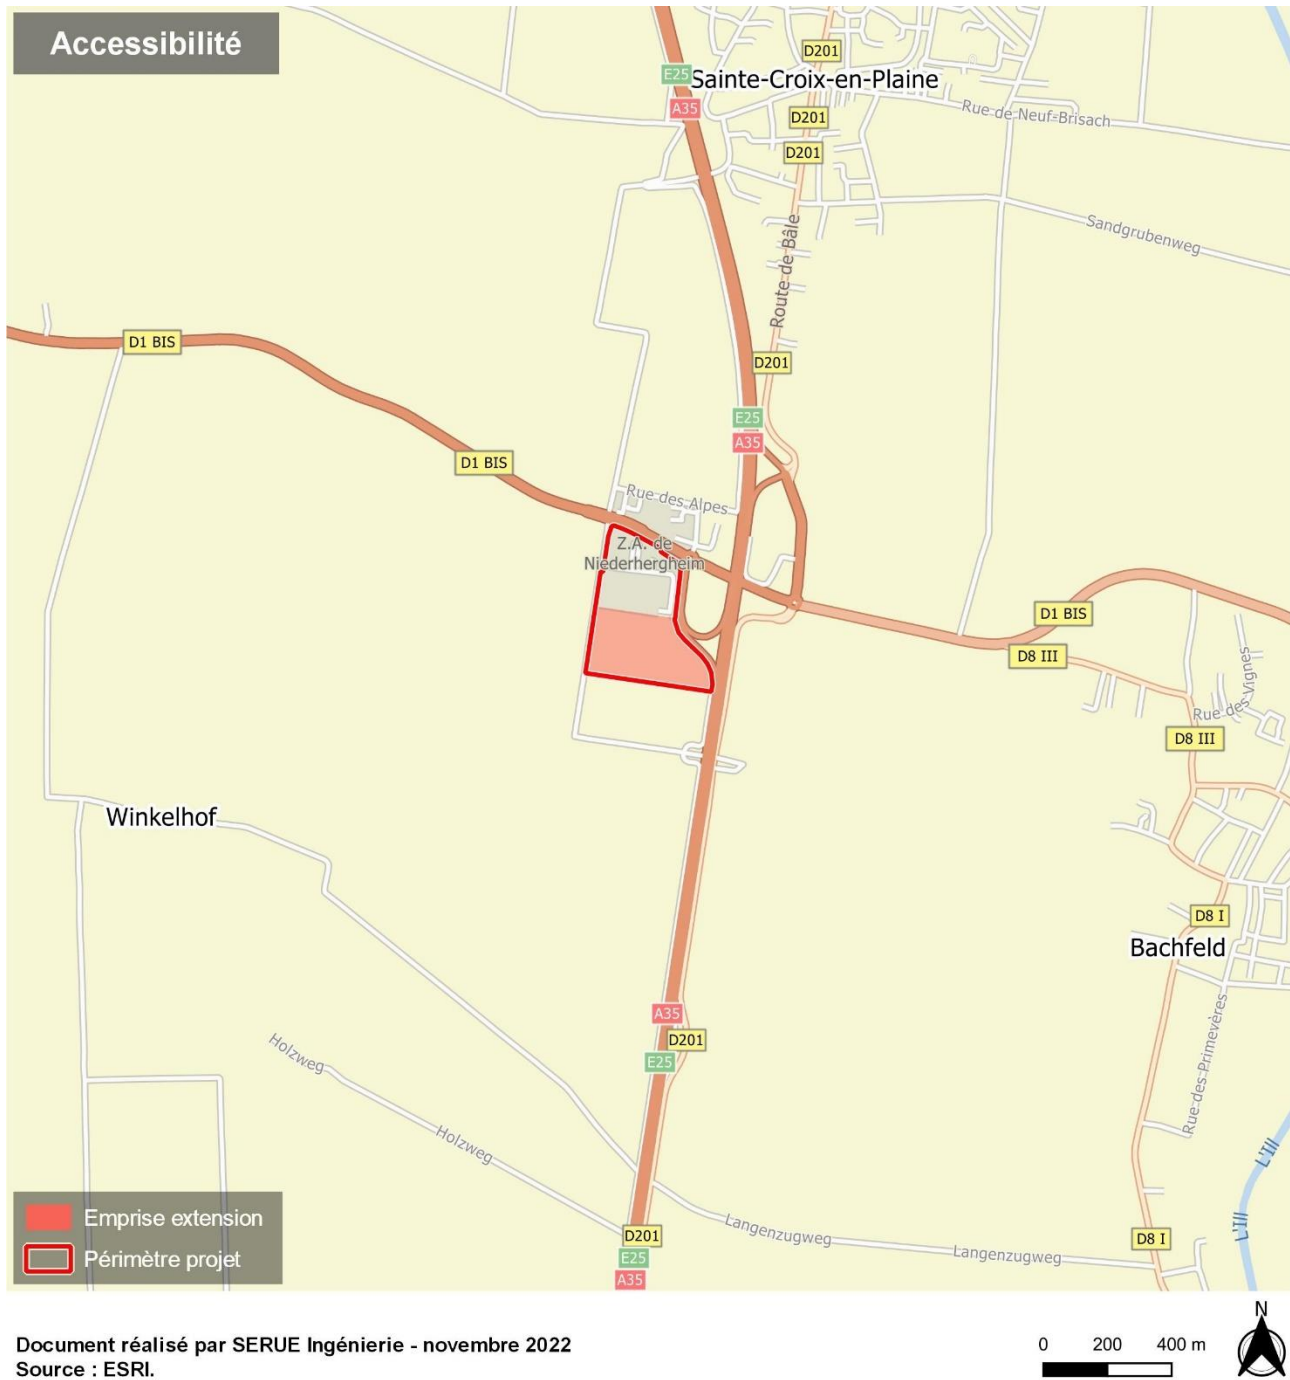 Accessibilité
D201
E25
Sainte-Croix-en-Plaine
A35
Rue de Neuf-Brisach
D201
D201
Sandgrubenweg
Route de Bâle
D1 BIS
D201
E25
A35
D1 BIS
Rue des Alpes
Z.A. de
Niederhergheim
D1 BIS
D8 III
Rue des Vignes
D8 III
Winkelhof
D8 I
Bachfeld
A35
D201
E25
Holzweg
Rue des Primevères
Holzweg
L'Ill
L'Ill
Langenzugweg
Langenzugweg
D201
D8 I
E25
A35
Emprise extension
Périmètre projet
Document réalisé par SERUE Ingénierie - novembre 2022
Source : ESRI.
0 200 400 m
N